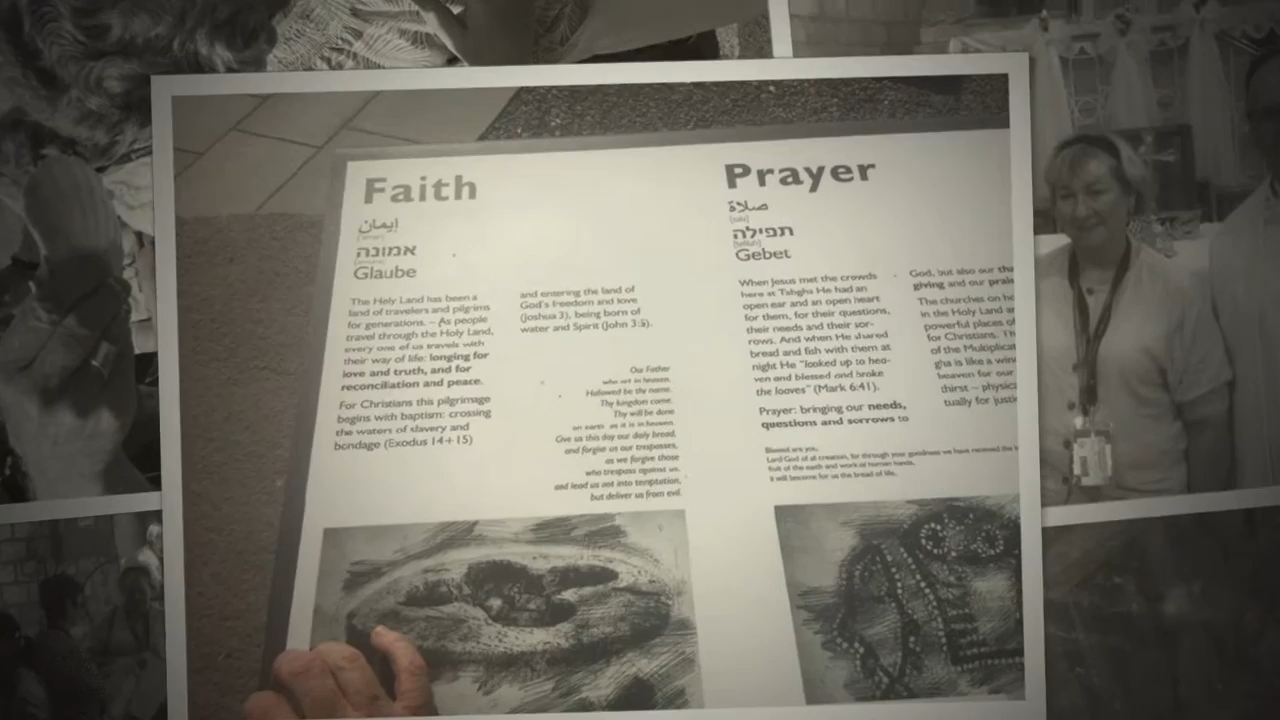 Faith
إيمان
אמונה
Glaube
The Holy Land has been a
land of travelers and pilgrims
for generations. – As people
travel through the Holy Land,
every one of us travels with
their way of life: longing for
love and truth, and for
reconciliation and peace.
For Christians this pilgrimage
begins with baptism: crossing
the waters of slavery and
bondage (Exodus 14+15)
and entering the land of
God's freedom and love
(Joshua 3), being born of
water and Spirit (John 3:5).
Our Father
who art in heaven,
Hallowed be thy name.
Thy kingdom come.
Thy will be done
on earth as it is in heaven.
Give us this day our daily bread,
and forgive us our trespasses,
as we forgive those
who trespass against us,
and lead us not into temptation,
but deliver us from evil.
Prayer
صلاة
[sala]
תפילה
[tefilah]
Gebet
When Jesus met the crowds
here at Tabgha He had an
open ear and an open heart
for them, for their questions,
their needs and their sor-
rows. And when He shared
bread and fish with them at
night He "looked up to hea-
ven and blessed and broke
the loaves" (Mark 6:41).
Prayer: bringing our needs,
questions and sorrows to
God, but also our tha
giving and our prais
The churches on ho
in the Holy Land ar
powerful places of
for Christians. Th
of the Multiplicat
gha is like a wind
heaven for our
thirst – physic
tually for justic
Blessed are you,
Lord God of all creation, for through your goodness we have received the
fruit of the earth and work of human hands.
It will become for us the bread of life.